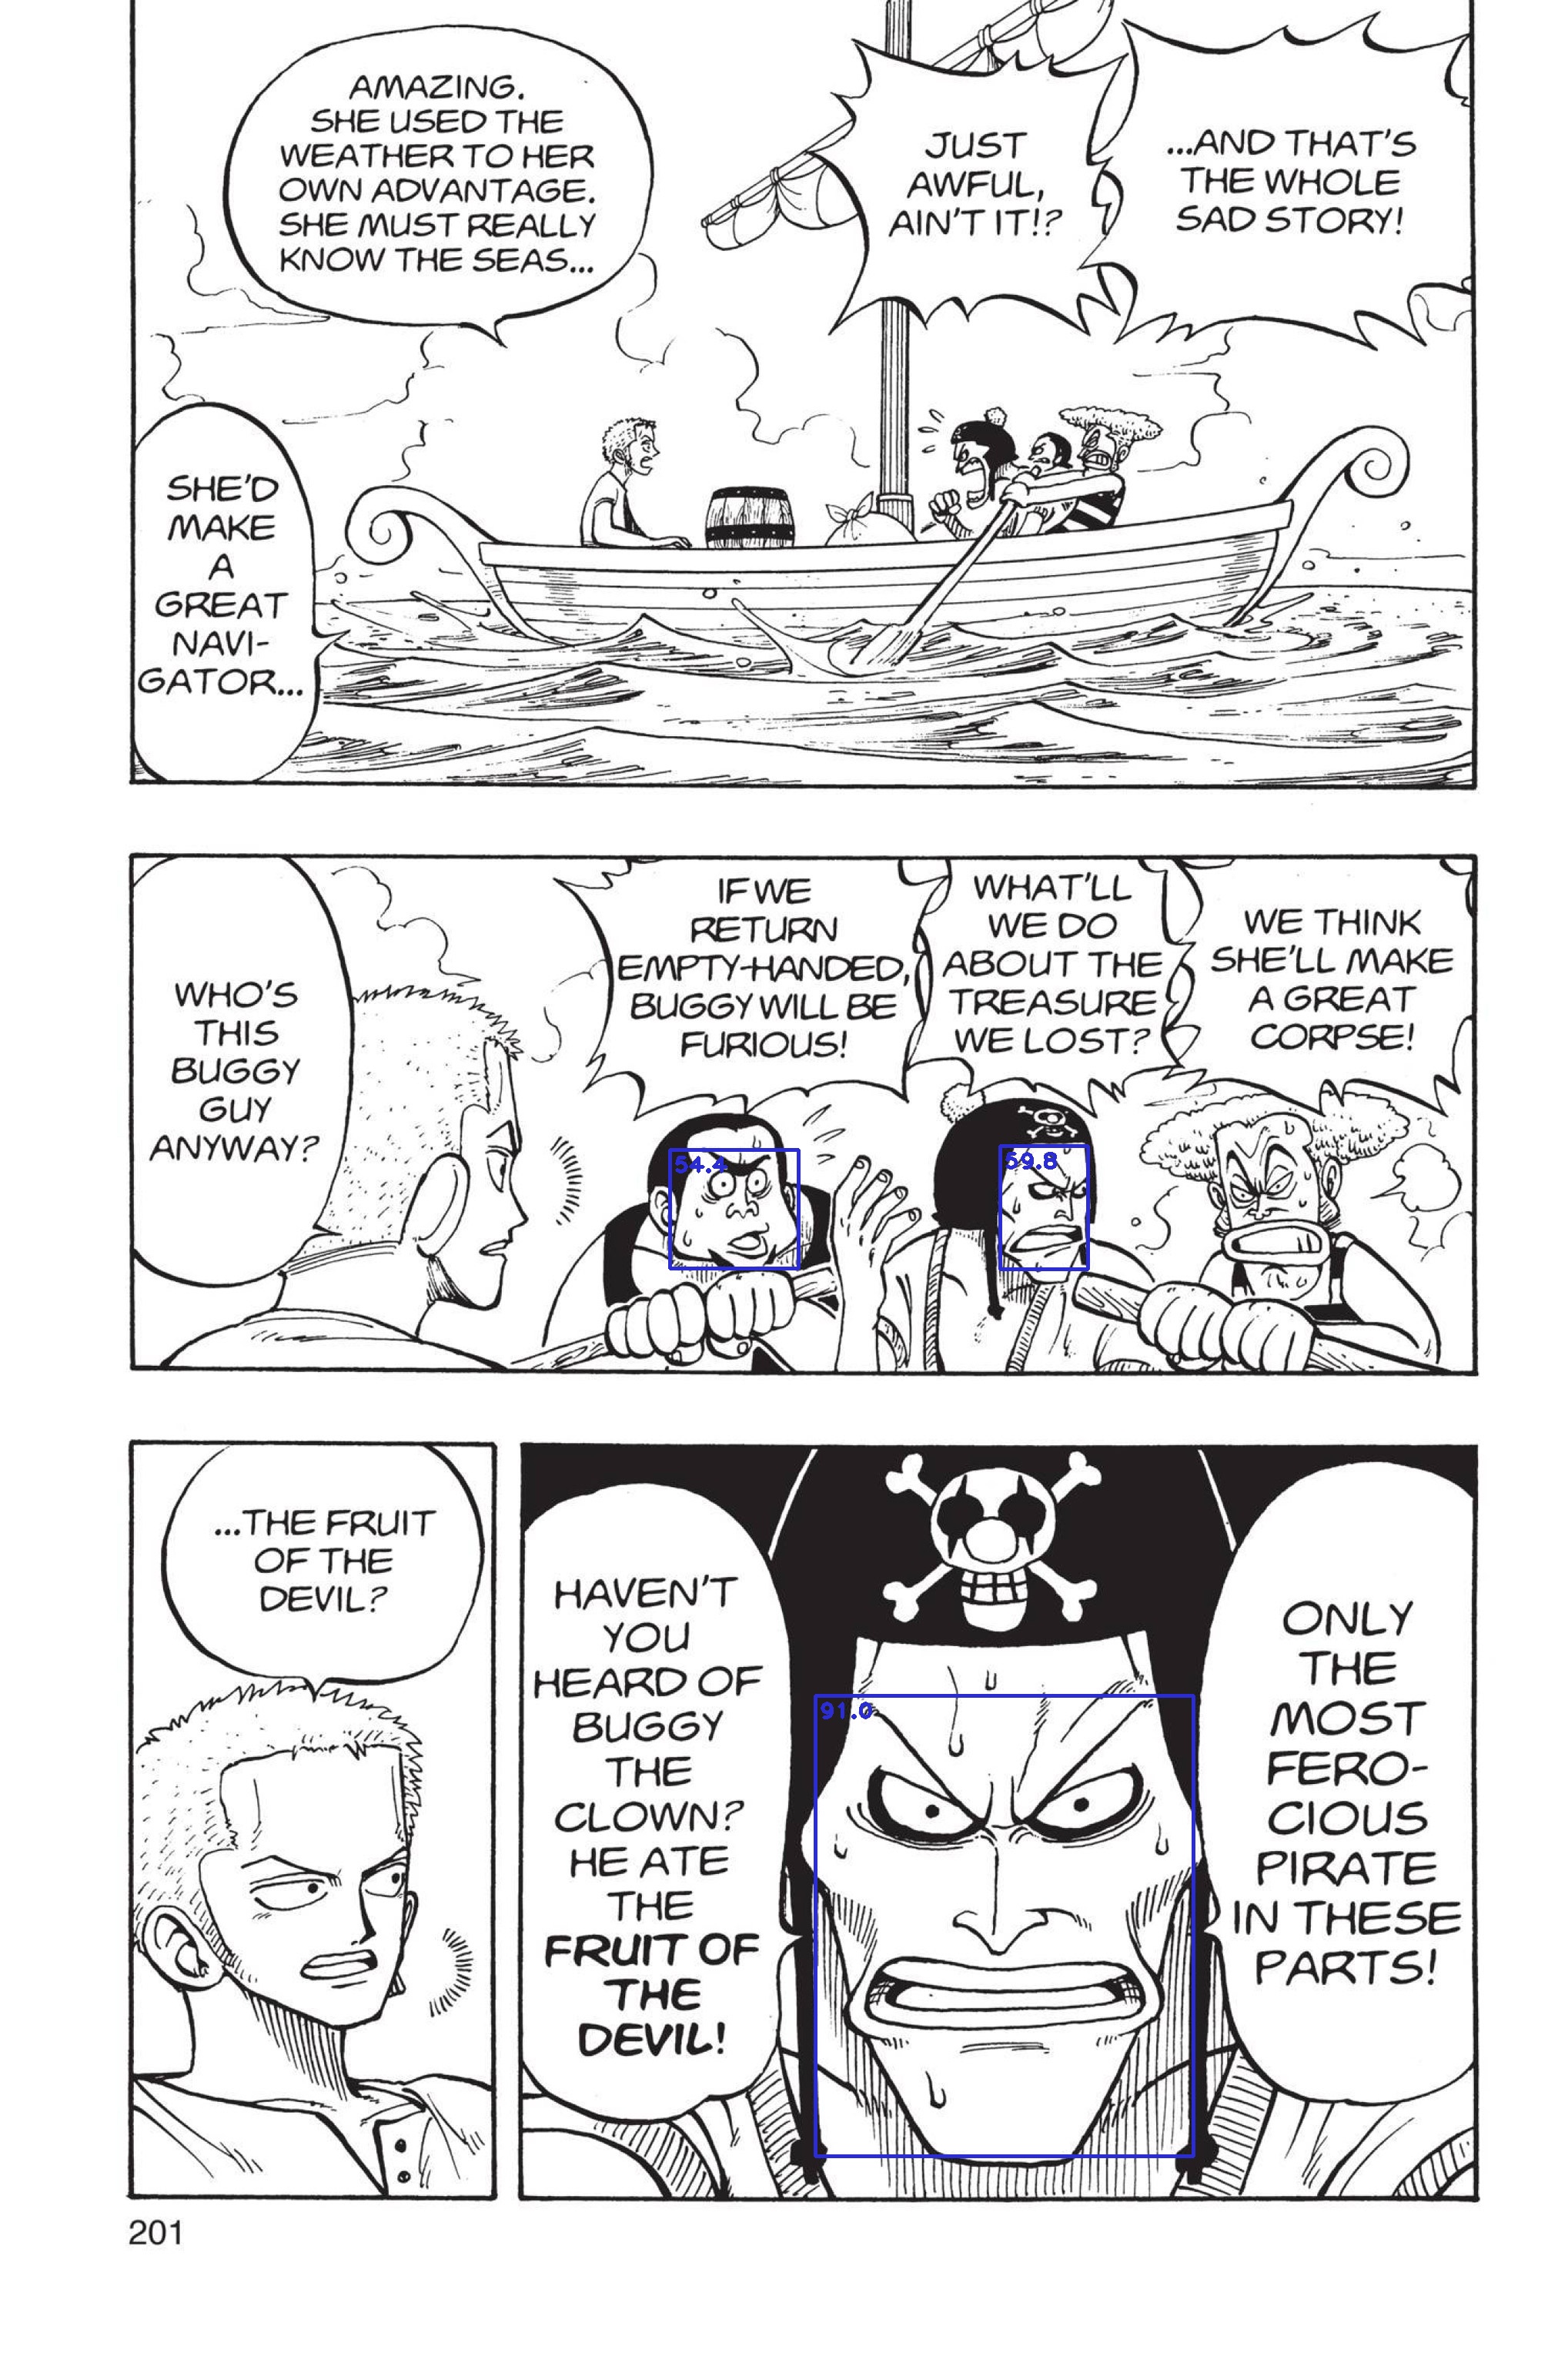 ...AND THAT'S
THE WHOLE
SAD STORY!
JUST
AWFUL,
AIN'T IT!?
AMAZING.
SHE USED THE
WEATHER TO HER
OWN ADVANTAGE.
SHE MUST REALLY
KNOW THE SEAS...
SHE'D
MAKE
A
GREAT
NAVI-
GATOR...
WE THINK
SHE'LL MAKE
A GREAT
CORPSE!
WHAT'LL
WE DO
ABOUT THE
TREASURE
WE LOST?
IF WE
RETURN
EMPTY-HANDED,
BUGGY WILL BE
FURIOUS!
WHO'S
THIS
BUGGY
GUY
ANYWAY?
54.4
59.8
ONLY
THE
MOST
FERO-
CIOUS
PIRATE
IN THESE
PARTS!
HAVEN'T
YOU
HEARD OF
BUGGY
THE
CLOWN?
HE ATE
THE
FRUIT OF
THE
DEVIL!
91.0
...THE FRUIT
OF THE
DEVIL?
201